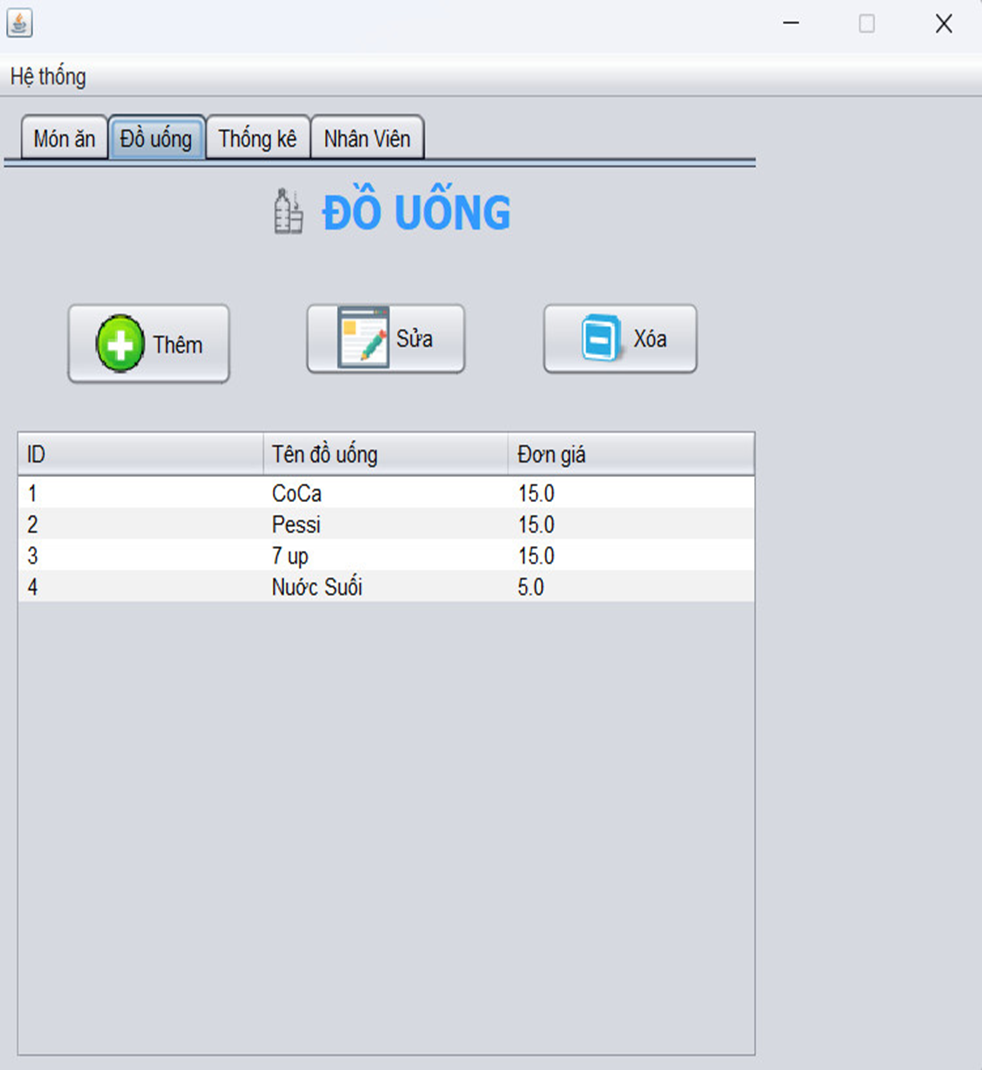 Hệ thống
Món ăn Đồ uống Thống kê Nhân Viên
ĐỒ UỐNG
Thêm Sửa Xóa
ID Tên đồ uống Đơn giá
1 CoCa 15.0
2 Pessi 15.0
3 7 up 15.0
4 Nước Suối 5.0